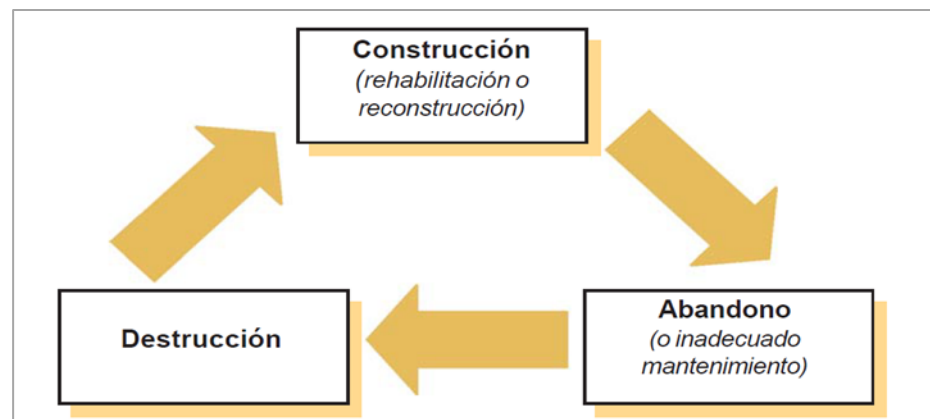 Construcción
(rehabilitación o
reconstrucción)
Destrucción
Abandono
(o inadecuado
mantenimiento)